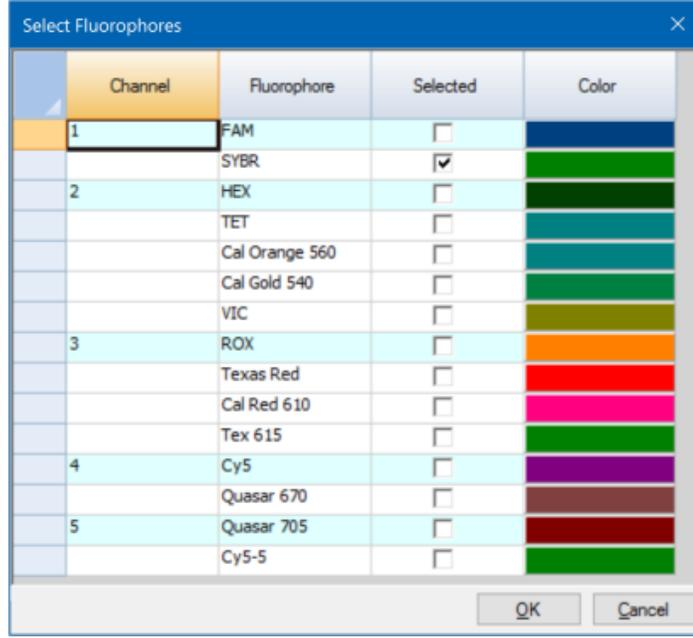 Select Fluorophores
Channel Fluorophore Selected Color
1 FAM
SYBR
2 HEX
TET
Cal Orange 560
Cal Gold 540
VIC
3 ROX
Texas Red
Cal Red 610
Tex 615
4 Cy5
Quasar 670
5 Quasar 705
Cy5-5
OK Cancel